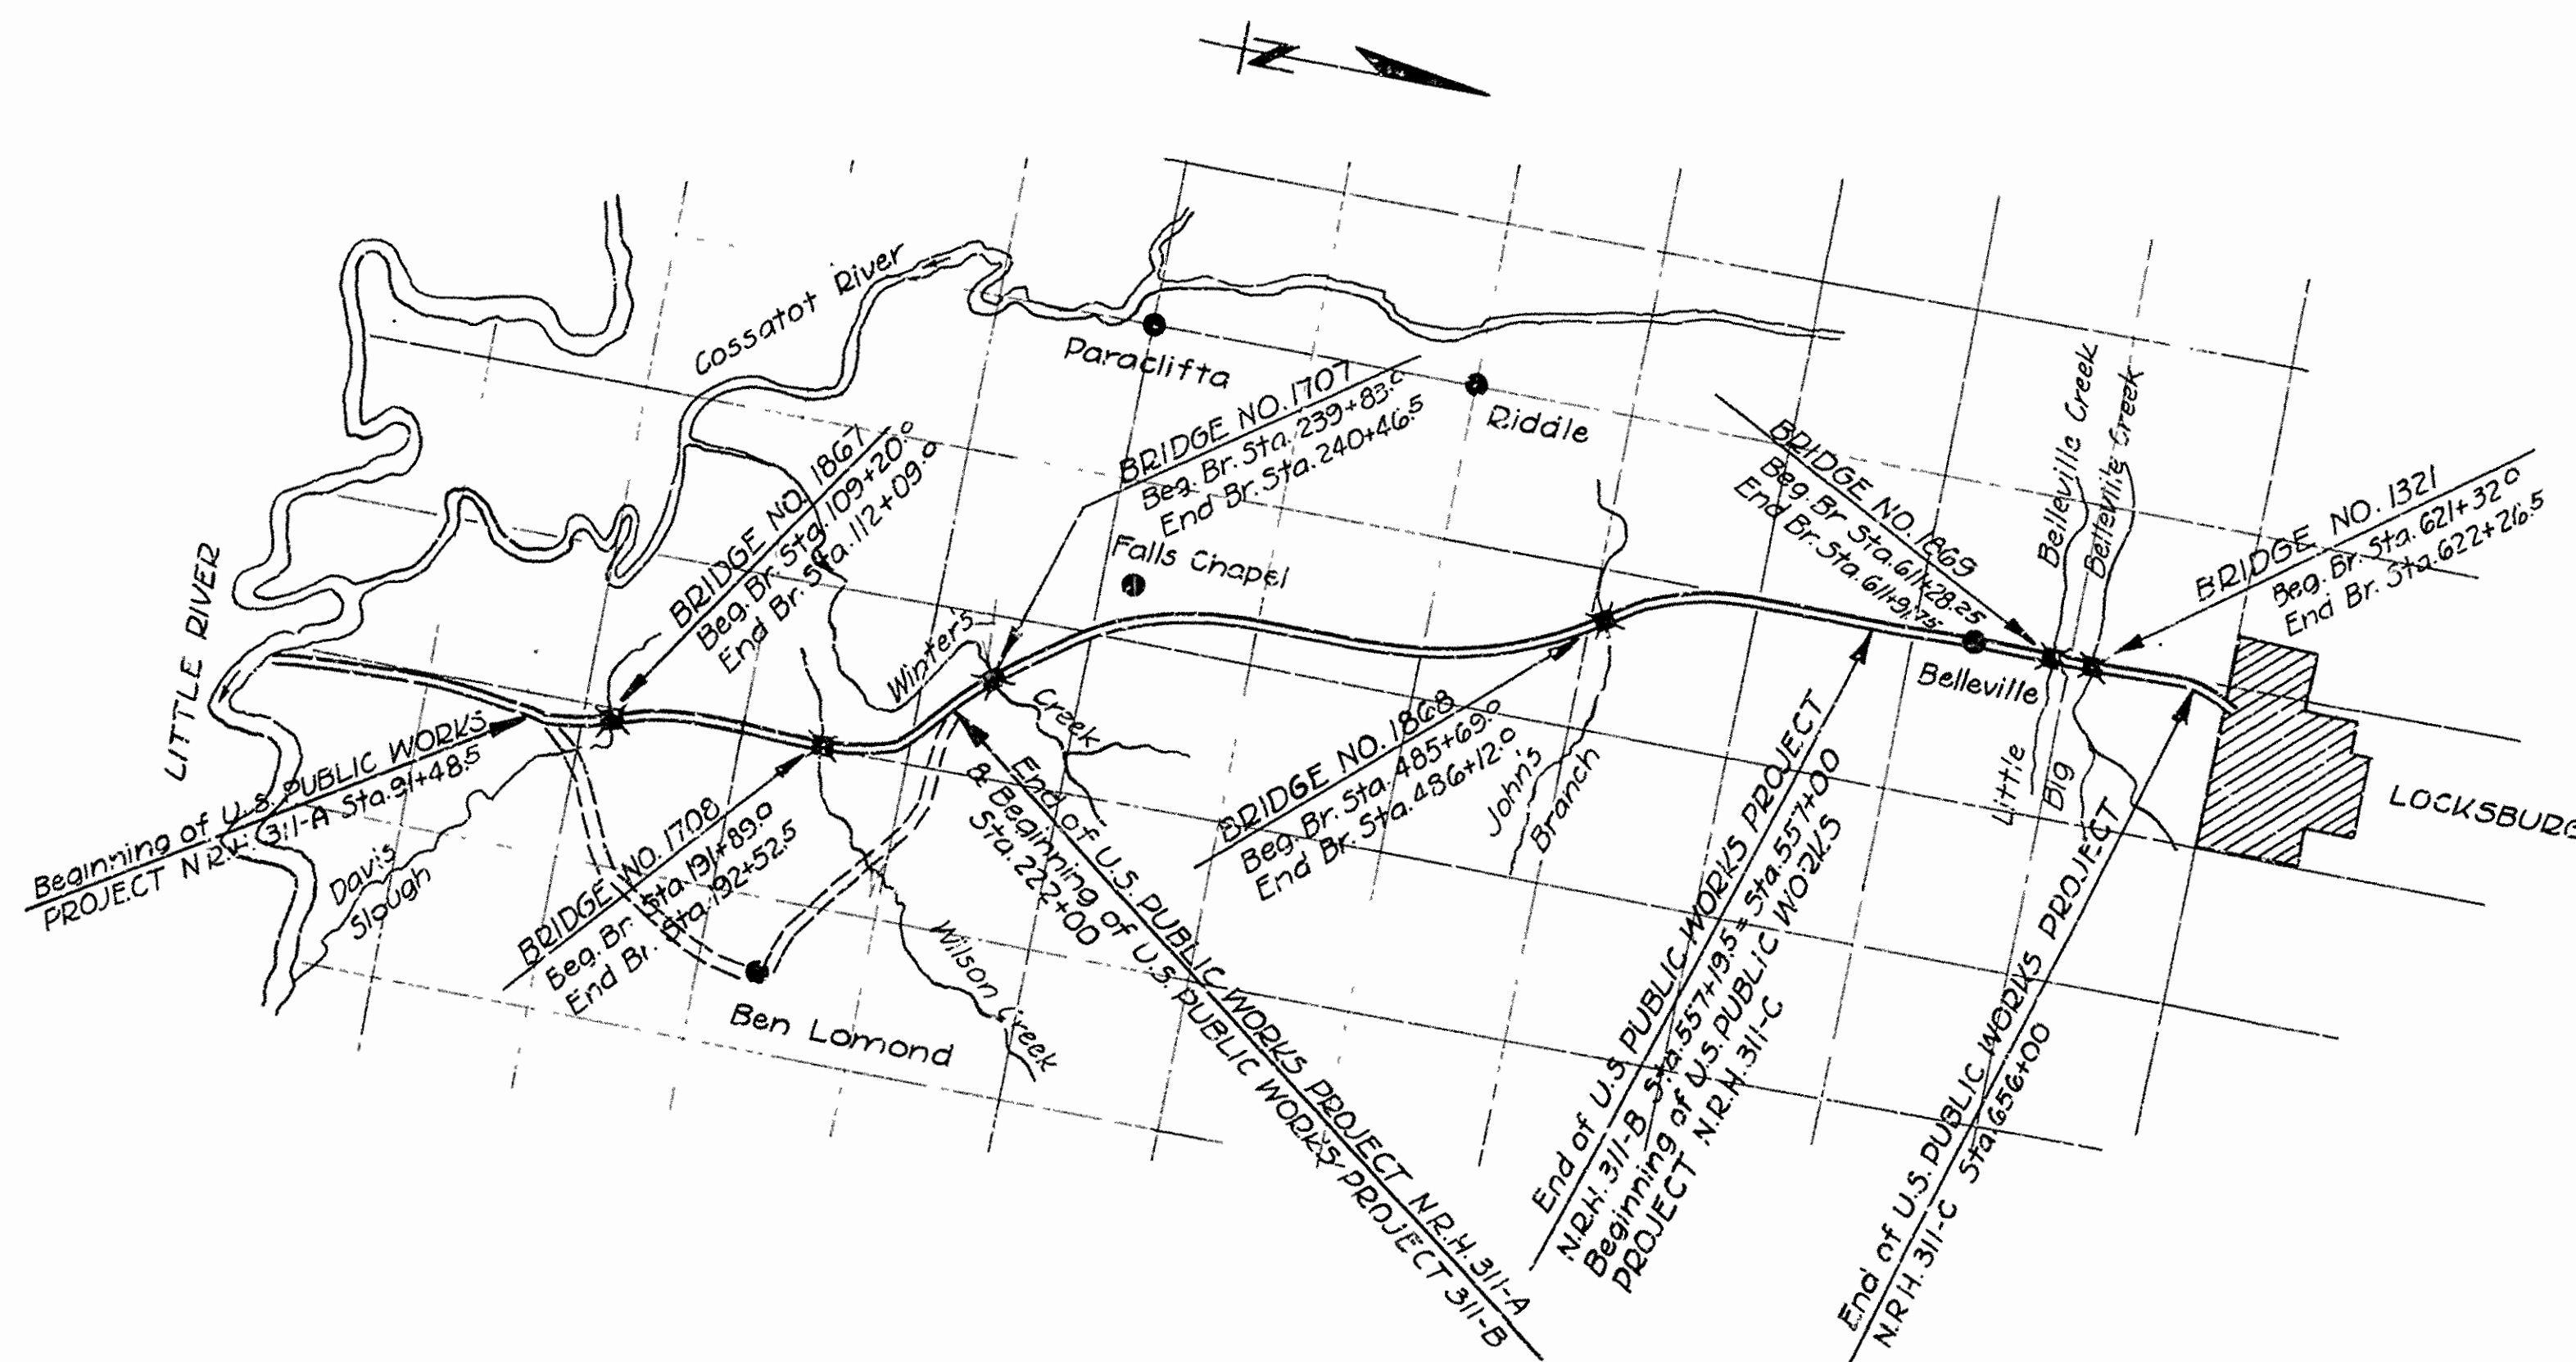 N
Cossatot River
Paraclifta
Riddle
BRIDGE NO. 1867
Beg. Br. Sta. 109+20.0
End Br. Sta. 112+09.0
BRIDGE NO. 1707
Beg. Br. Sta. 239+83.0
End Br. Sta. 240+46.5
Falls Chapel
BRIDGE NO. 1869
Beg. Br. Sta. 611+28.25
End Br. Sta. 611+91.75
Belleville Creek
Belleville Creek
BRIDGE NO. 1321
Beg. Br. Sta. 621+32.0
End Br. Sta. 622+26.5
LITTLE RIVER
Winters
Creek
Belleville
Little
Big
LOCKSBURG
Beginning of U.S. PUBLIC WORKS
PROJECT N.R.H. 311-A Sta. 91+48.5
Davis
Slough
BRIDGE NO. 1708
Beg. Br. Sta. 191+89.0
End Br. Sta. 192+52.5
Ben Lomond
Wilson Creek
End of U.S. PUBLIC WORKS PROJECT N.R.H. 311-A
& Beginning of U.S. PUBLIC WORKS PROJECT 311-B
Sta. 222+00
BRIDGE NO. 1868
Beg. Br. Sta. 485+69.0
End Br. Sta. 486+12.0
John's
Branch
End of U.S. PUBLIC WORKS PROJECT
N.R.H. 311-B Sta. 557+19.5 = Sta. 557+00
Beginning of U.S. PUBLIC WORKS
PROJECT N.R.H. 311-C
End of U.S. PUBLIC WORKS PROJECT
N.R.H. 311-C Sta. 656+00